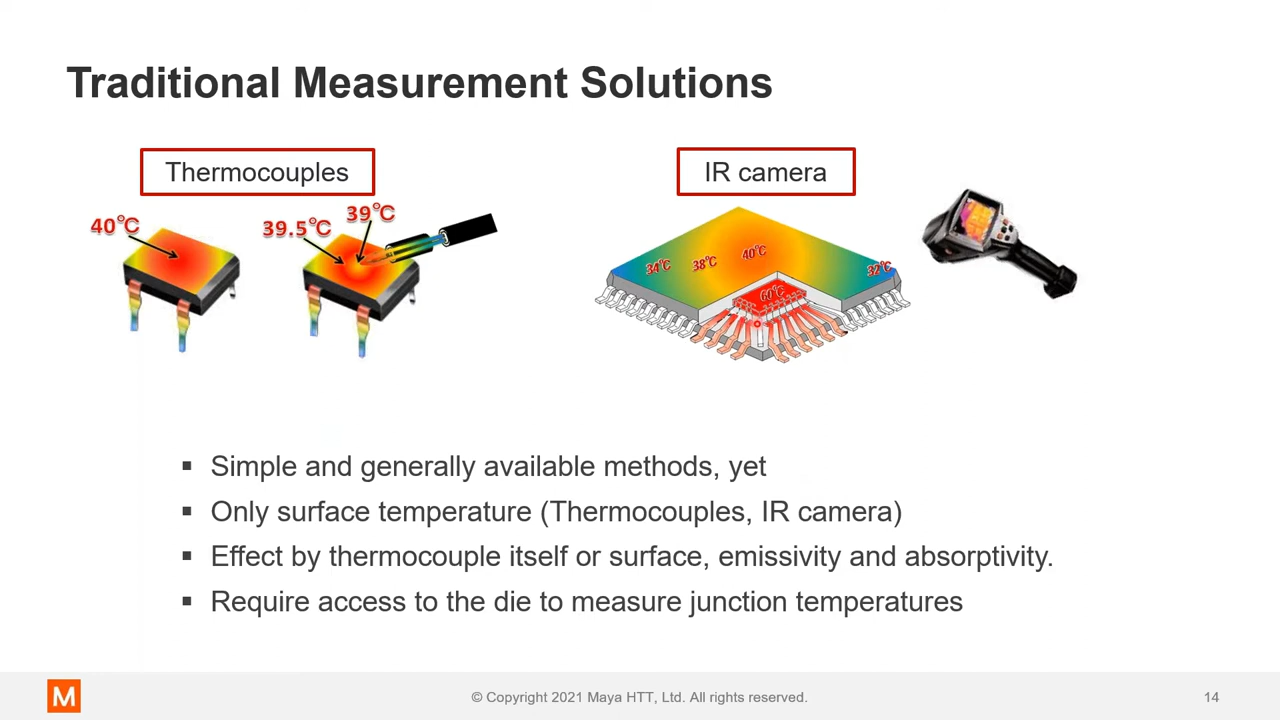 Traditional Measurement Solutions
Thermocouples
IR camera
40℃
39.5℃
39℃
34℃
38℃
40℃
32℃
60℃
▪ Simple and generally available methods, yet
▪ Only surface temperature (Thermocouples, IR camera)
▪ Effect by thermocouple itself or surface, emissivity and absorptivity.
▪ Require access to the die to measure junction temperatures
M
© Copyright 2021 Maya HTT, Ltd. All rights reserved.
14